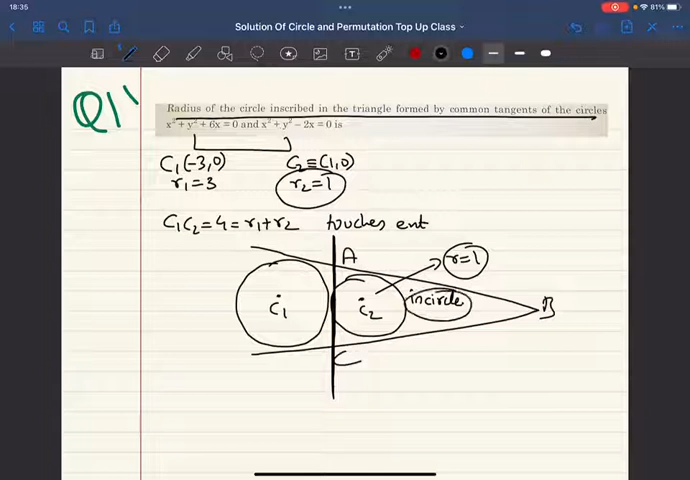 18:35
81%
Solution Of Circle and Permutation Top Up Class
Q11
Radius of the circle inscribed in the triangle formed by common tangents of the circles
x² + y² + 6x = 0 and x² + y² − 2x = 0 is
C₁(-3,0) C₂ ≡ (1,0)
r₁=3 r₂=1
C₁C₂ = 4 = r₁+r₂ touches ext
A
r=1
C₁ C₂ incircle B
C